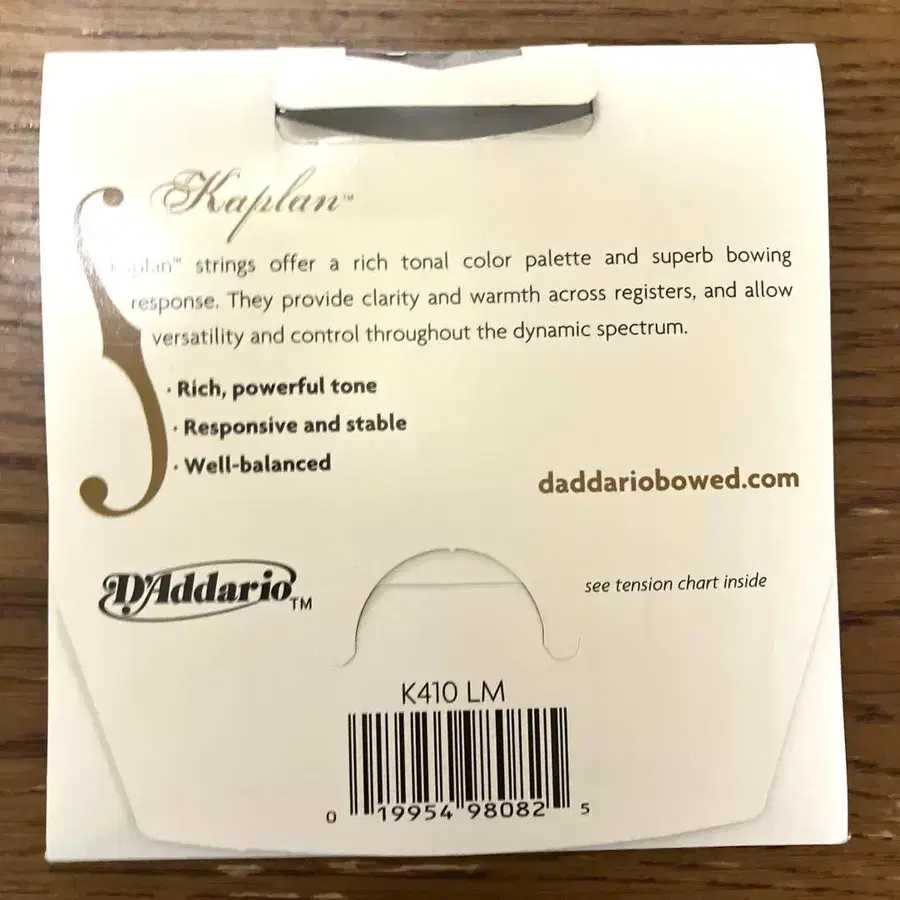 Kaplan™
Kaplan™ strings offer a rich tonal color palette and superb bowing
response. They provide clarity and warmth across registers, and allow
versatility and control throughout the dynamic spectrum.
· Rich, powerful tone
· Responsive and stable
· Well-balanced
daddariobowed.com
D'Addario™
see tension chart inside
K410 LM
0 19954 98082 5